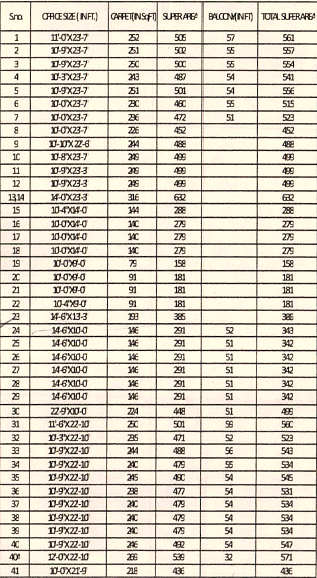 S.no. OFFICE SIZE ( IN FT.) CARPET(IN SqFT) SUPER AREA* BALCONY(IN FT) TOTAL SUPER AREA*
1 11'-0"X23'-7' 252 505 57 561
2 10'-9"X23'-7' 251 502 55 557
3 10'-9"X23'-7' 250 500 55 554
4 10'-3"X23'-7' 243 487 54 541
5 10'-9"X23'-7' 251 501 54 556
6 10'-0"X23'-7' 230 460 55 515
7 10'-0"X23'-7' 236 472 51 523
8 10'-0"X23'-7' 226 452 452
9 10'-10"X 22'-6' 244 488 488
10 10'-8"X23'-7' 249 499 499
11 10'-9"X23'-3' 249 499 499
12 10'-9"X23'-3' 249 499 499
13,14 14'-0"X23'-3' 316 632 632
15 10'-4"X14'-0' 144 288 288
16 10'-0"X14'-0' 140 279 279
17 10'-0"X14'-0' 140 279 279
18 10'-0"X14'-0' 140 279 279
19 10'-0"X9'-0' 79 158 158
20 10'-0"X9'-0' 91 181 181
21 10'-0"X9'-0' 91 181 181
22 10'-4"X9'-0' 91 181 181
23 14'-6"X13'-3' 193 385 386
24 14'-6"X10'-0' 146 291 52 343
25 14'-6"X10'-0' 146 291 51 342
26 14'-6"X10'-0' 146 291 51 342
27 14'-6"X10'-0' 146 291 51 342
28 14'-6"X10'-0' 146 291 51 342
29 14'-6"X10'-0' 146 291 51 342
30 22'-9"X10'-0' 224 448 51 499
31 11'-6"X22'-10' 250 501 59 560
32 10'-3"X22'-10' 235 471 52 523
33 10'-9"X22'-10' 244 488 56 543
34 10'-9"X22'-10' 240 479 55 534
35 10'-9"X22'-10' 245 490 54 545
36 10'-9"X22'-10' 238 477 54 531
37 10'-9"X22'-10' 240 479 54 534
38 10'-9"X22'-10' 240 479 54 534
39 10'-9"X22'-10' 240 479 54 534
40 10'-9"X22'-10' 246 492 54 547
40A 12'-0"X22'-10' 269 539 32 571
41 10'-0"X21'-9' 218 436 436